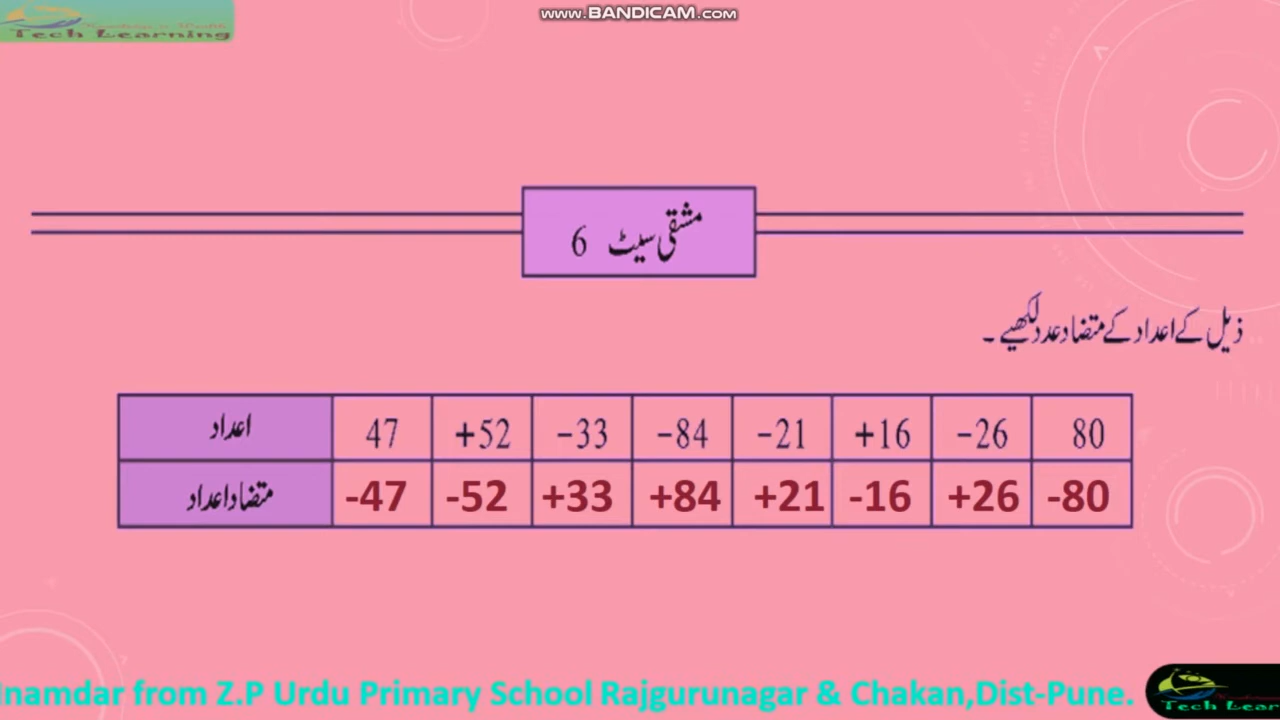 www.BANDICAM.com
Tech Learning
مشقی سیٹ 6
ذیل کے اعداد کے متضاد عدد لکھیے۔
اعداد 47 +52 −33 −84 −21 +16 −26 80
متضاد اعداد -47 -52 +33 +84 +21 -16 +26 -80
Inamdar from Z.P Urdu Primary School Rajgurunagar & Chakan,Dist-Pune.
Tech Lear